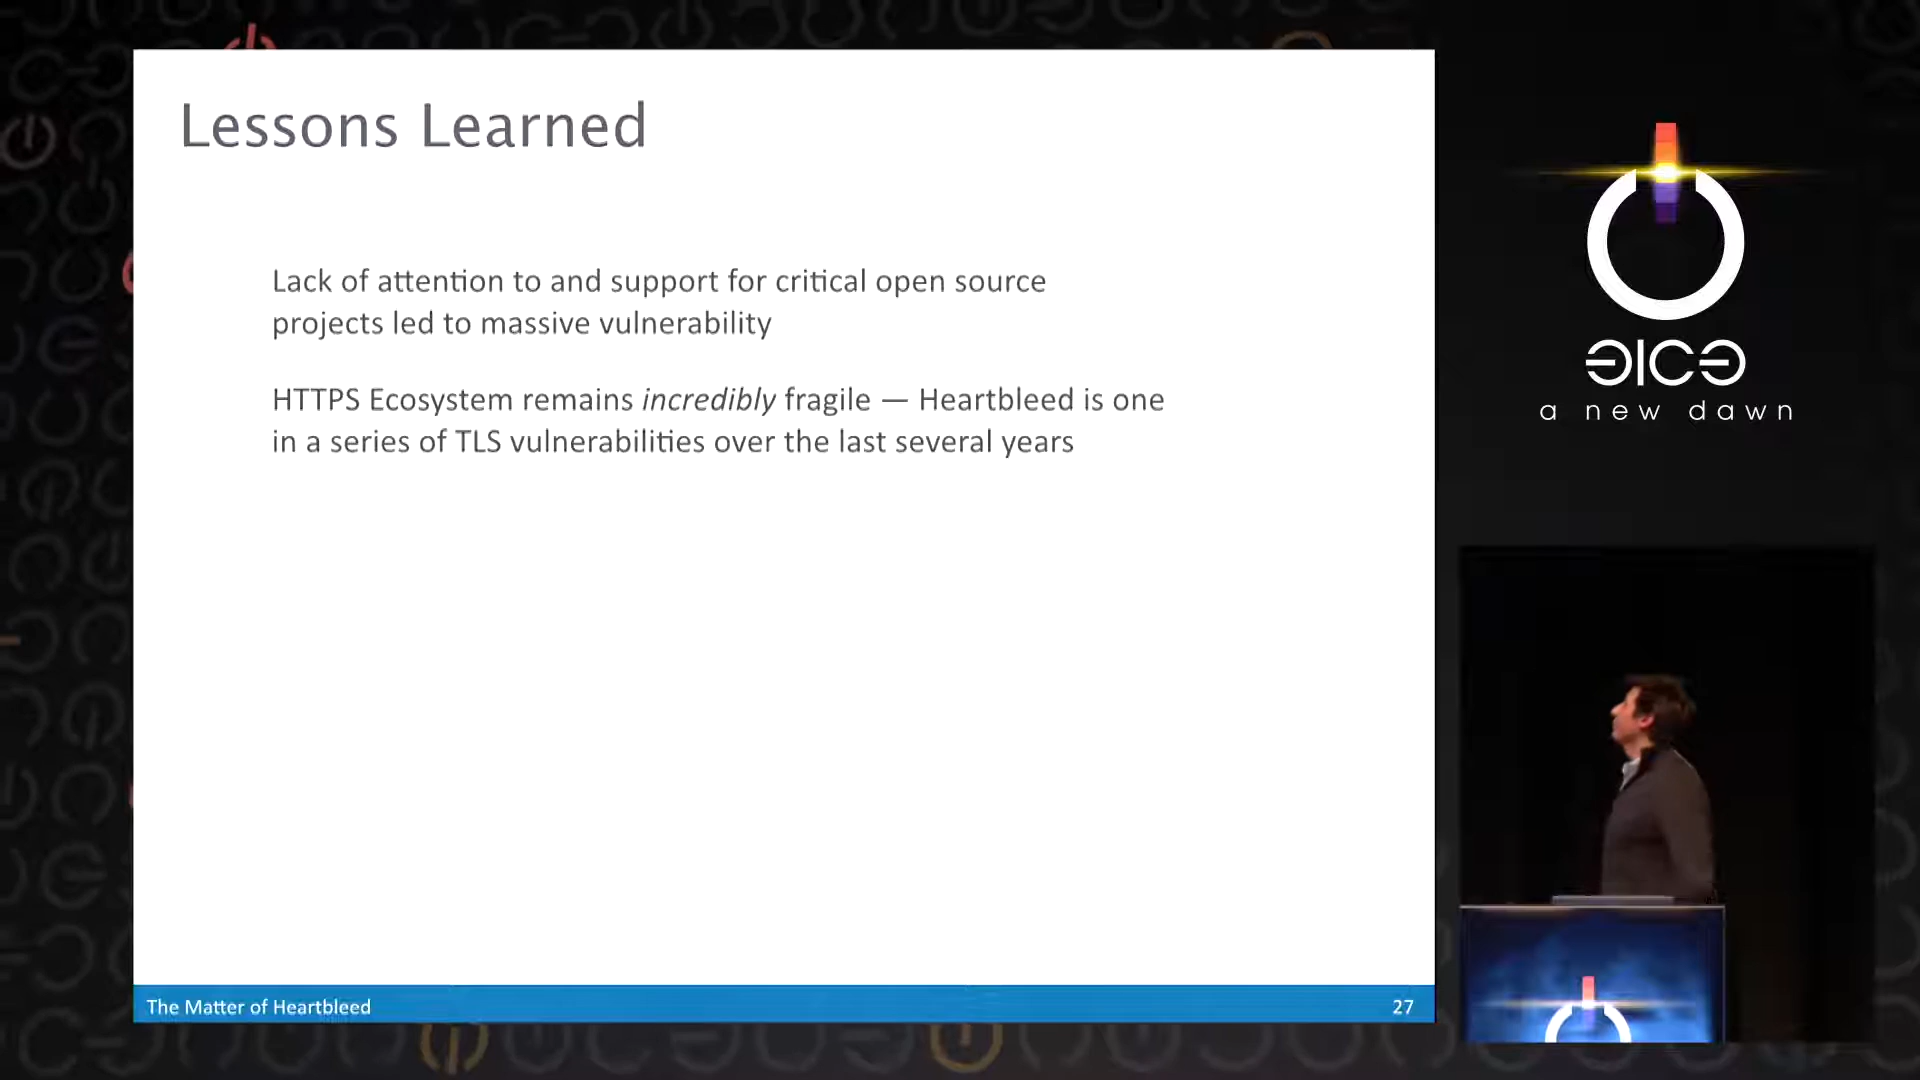 Lessons Learned
Lack of attention to and support for critical open source
projects led to massive vulnerability
HTTPS Ecosystem remains incredibly fragile — Heartbleed is one
in a series of TLS vulnerabilities over the last several years
The Matter of Heartbleed
27
a new dawn